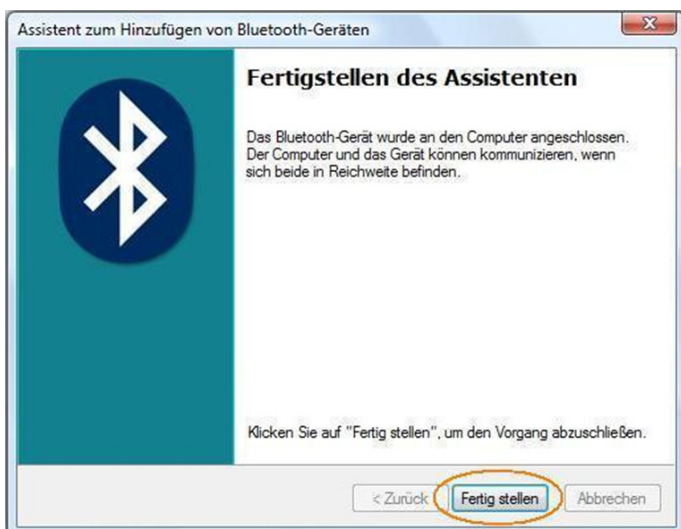 Assistent zum Hinzufügen von Bluetooth-Geräten
Fertigstellen des Assistenten
Das Bluetooth-Gerät wurde an den Computer angeschlossen.
Der Computer und das Gerät können kommunizieren, wenn
sich beide in Reichweite befinden.
Klicken Sie auf "Fertig stellen", um den Vorgang abzuschließen.
< Zurück Fertig stellen Abbrechen